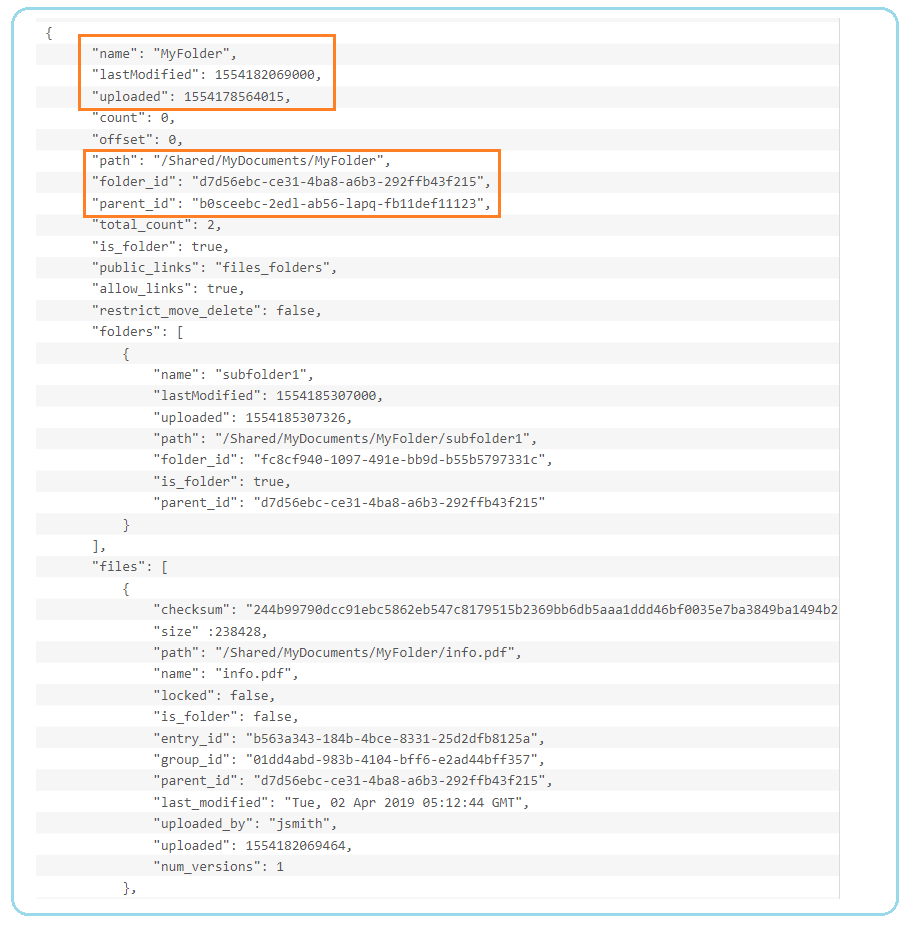 {
"name": "MyFolder",
"lastModified": 1554182069000,
"uploaded": 1554178564015,
"count": 0,
"offset": 0,
"path": "/Shared/MyDocuments/MyFolder",
"folder_id": "d7d56ebc-ce31-4ba8-a6b3-292ffb43f215",
"parent_id": "b0sceebc-2edl-ab56-lapq-fb11def11123",
"total_count": 2,
"is_folder": true,
"public_links": "files_folders",
"allow_links": true,
"restrict_move_delete": false,
"folders": [
{
"name": "subfolder1",
"lastModified": 1554185307000,
"uploaded": 1554185307326,
"path": "/Shared/MyDocuments/MyFolder/subfolder1",
"folder_id": "fc8cf940-1097-491e-bb9d-b55b5797331c",
"is_folder": true,
"parent_id": "d7d56ebc-ce31-4ba8-a6b3-292ffb43f215"
}
],
"files": [
{
"checksum": "244b99790dcc91ebc5862eb547c8179515b2369bb6db5aaa1ddd46bf0035e7ba3849ba1494b2
"size" :238428,
"path": "/Shared/MyDocuments/MyFolder/info.pdf",
"name": "info.pdf",
"locked": false,
"is_folder": false,
"entry_id": "b563a343-184b-4bce-8331-25d2dfb8125a",
"group_id": "01dd4abd-983b-4104-bff6-e2ad44bff357",
"parent_id": "d7d56ebc-ce31-4ba8-a6b3-292ffb43f215",
"last_modified": "Tue, 02 Apr 2019 05:12:44 GMT",
"uploaded_by": "jsmith",
"uploaded": 1554182069464,
"num_versions": 1
},